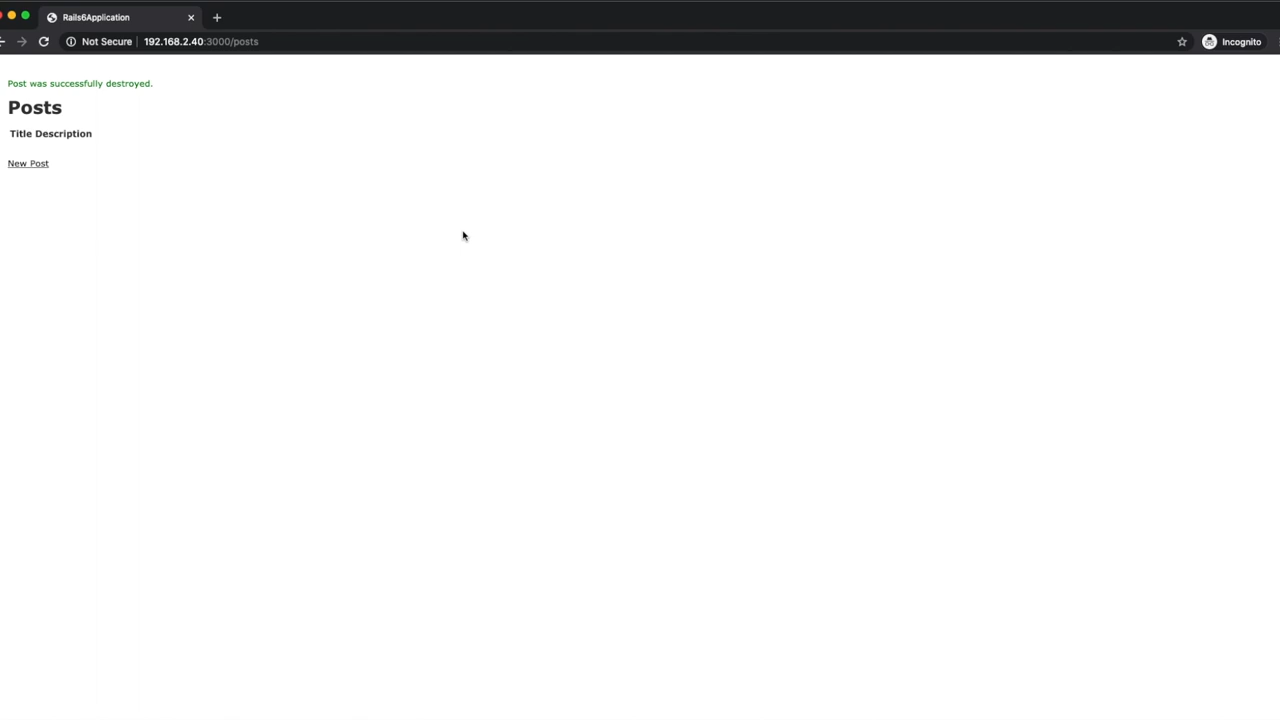 Rails6Application
Not Secure 192.168.2.40:3000/posts Incognito
Post was successfully destroyed.
Posts
Title Description
New Post